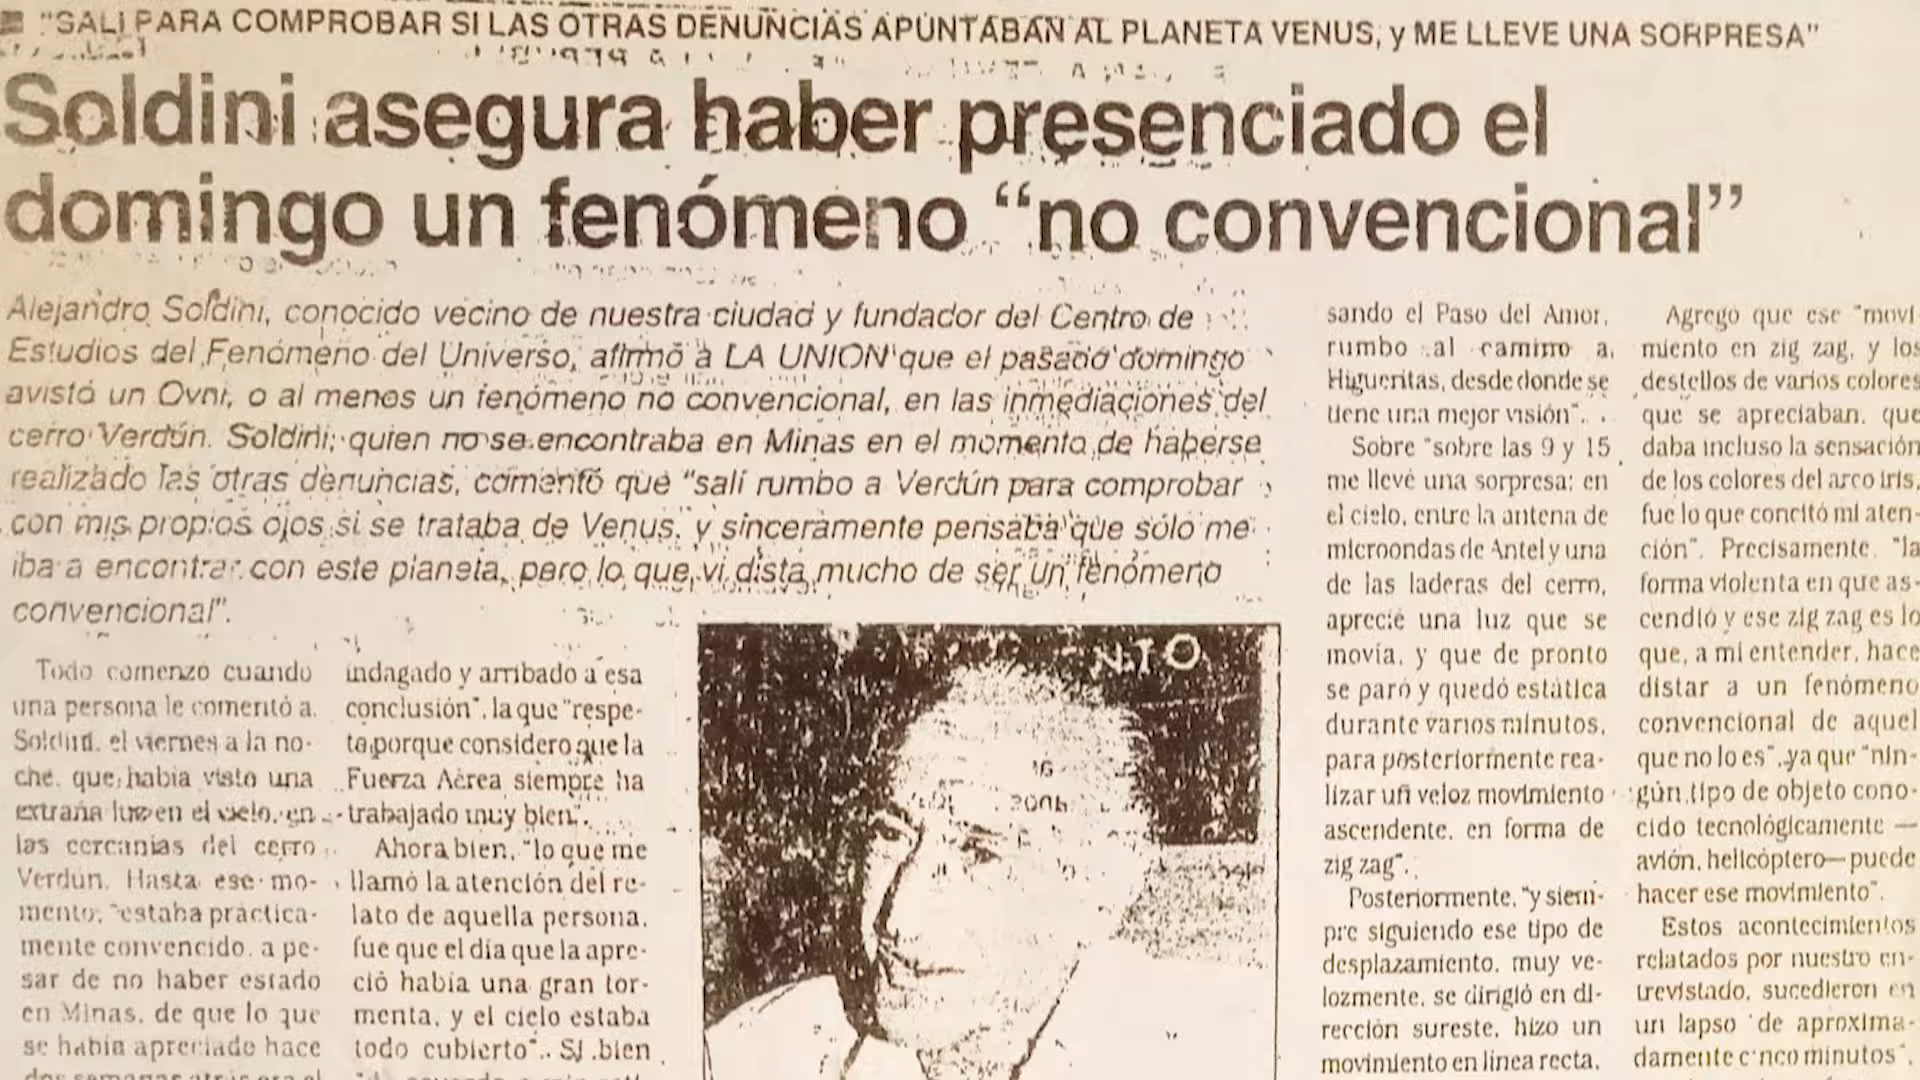 "SALI PARA COMPROBAR SI LAS OTRAS DENUNCIAS APUNTABAN AL PLANETA VENUS, y ME LLEVE UNA SORPRESA"
Soldini asegura haber presenciado el
domingo un fenómeno “no convencional”
Alejandro Soldini, conocido vecino de nuestra ciudad y fundador del Centro de
Estudios del Fenómeno del Universo, afirmó a LA UNION que el pasado domingo
avistó un Ovni, o al menos un fenómeno no convencional, en las inmediaciones del
cerro Verdún. Soldini, quien no se encontraba en Minas en el momento de haberse
realizado las otras denuncias, comentó que "salí rumbo a Verdún para comprobar
con mis propios ojos si se trataba de Venus, y sinceramente pensaba que sólo me
iba a encontrar con este planeta, pero lo que vi dista mucho de ser un fenómeno
convencional".
Todo comenzó cuando
una persona le comentó a
Soldini, el viernes a la no-
che, que había visto una
extraña luz en el cielo, en
las cercanías del cerro
Verdún. Hasta ese mo-
mento, "estaba práctica-
mente convencido, a pe-
sar de no haber estado
en Minas, de que lo que
se había apreciado hace
dos semanas atrás era el
indagado y arribado a esa
conclusión", la que "respe-
to porque considero que la
Fuerza Aérea siempre ha
trabajado muy bien".
Ahora bien, "lo que me
llamó la atención del re-
lato de aquella persona,
fue que el día que la apre-
ció había una gran tor-
menta, y el cielo estaba
todo cubierto". Si bien
NTO
16
2006
sando el Paso del Amor,
rumbo al camino a
Higueritas, desde donde se
tiene una mejor visión".
Sobre "sobre las 9 y 15
me llevé una sorpresa: en
el cielo, entre la antena de
microondas de Antel y una
de las laderas del cerro,
aprecié una luz que se
movía, y que de pronto
se paró y quedó estática
durante varios minutos,
para posteriormente rea-
lizar un veloz movimiento
ascendente, en forma de
zig zag".
Posteriormente, "y siem-
pre siguiendo ese tipo de
desplazamiento, muy ve-
lozmente, se dirigió en di-
rección sureste, hizo un
movimiento en línea recta,
Agregó que ese "movi-
miento en zig zag, y los
destellos de varios colores
que se apreciaban, que
daba incluso la sensación
de los colores del arco iris,
fue lo que concitó mi aten-
ción". Precisamente, "la
forma violenta en que as-
cendió y ese zig zag es lo
que, a mi entender, hace
distar a un fenómeno
convencional de aquel
que no lo es", ya que "nin-
gún tipo de objeto cono-
cido tecnológicamente —
avión, helicóptero— puede
hacer ese movimiento".
Estos acontecimientos
relatados por nuestro en-
trevistado, sucedieron en
un lapso de aproxima-
damente cinco minutos",